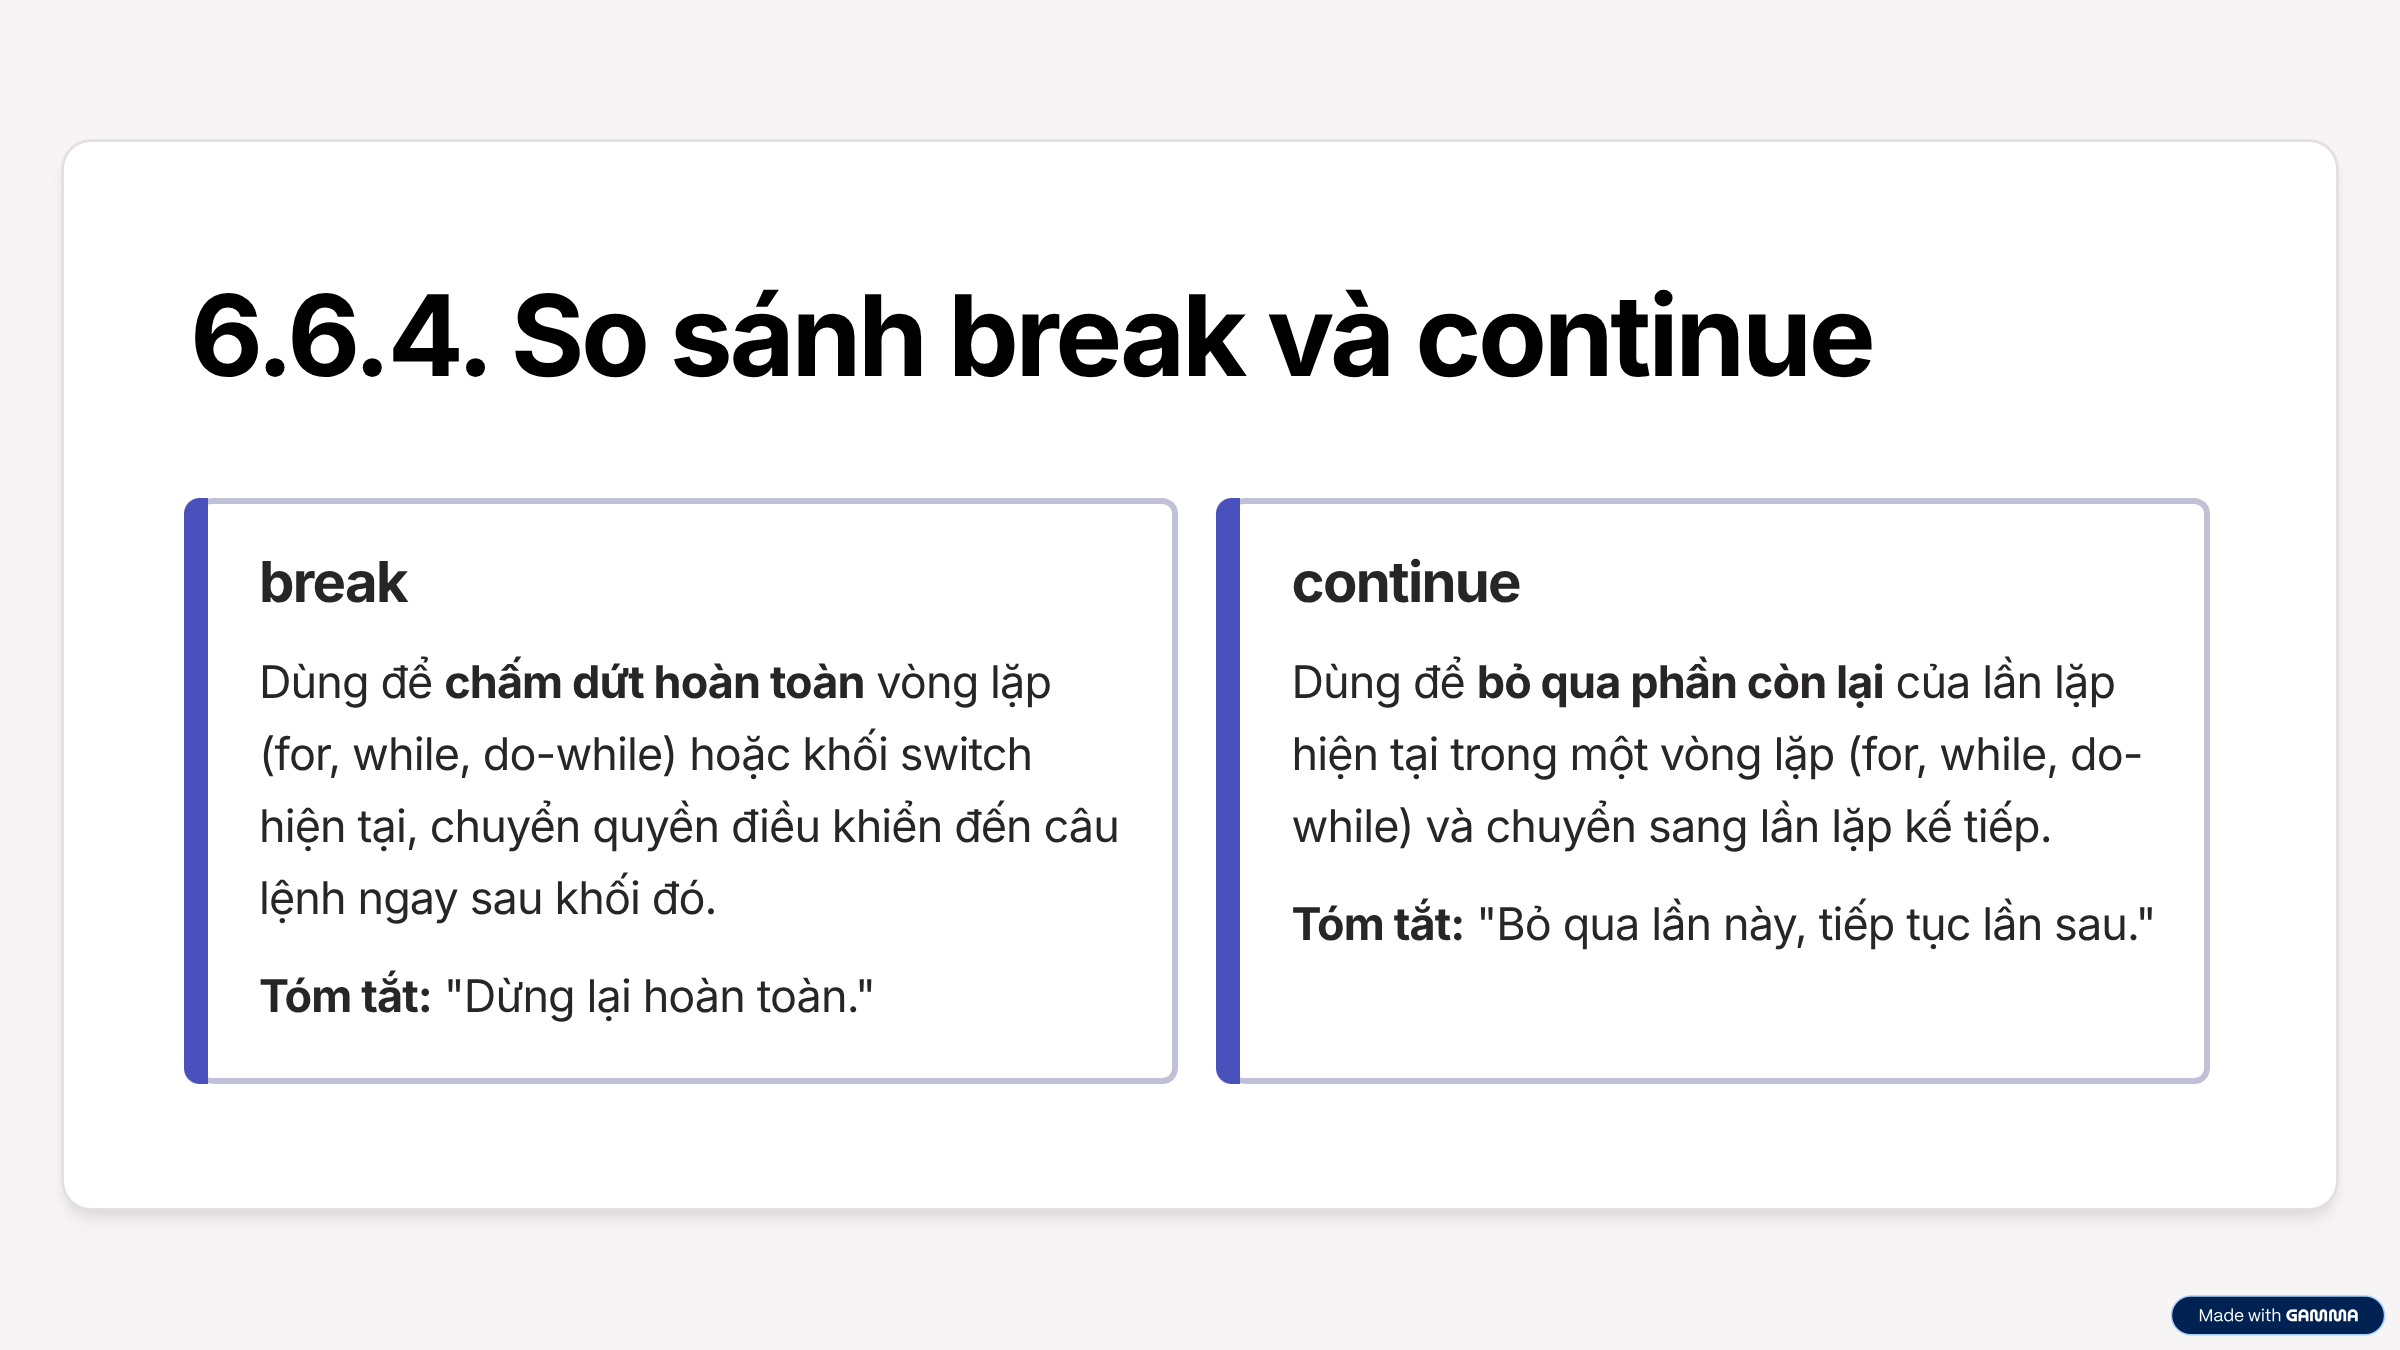 6.6.4. So sánh break và continue
break
Dùng để chấm dứt hoàn toàn vòng lặp
(for, while, do-while) hoặc khối switch
hiện tại, chuyển quyền điều khiển đến câu
lệnh ngay sau khối đó.
Tóm tắt: "Dừng lại hoàn toàn."
continue
Dùng để bỏ qua phần còn lại của lần lặp
hiện tại trong một vòng lặp (for, while, do-
while) và chuyển sang lần lặp kế tiếp.
Tóm tắt: "Bỏ qua lần này, tiếp tục lần sau."
Made with GAMMA